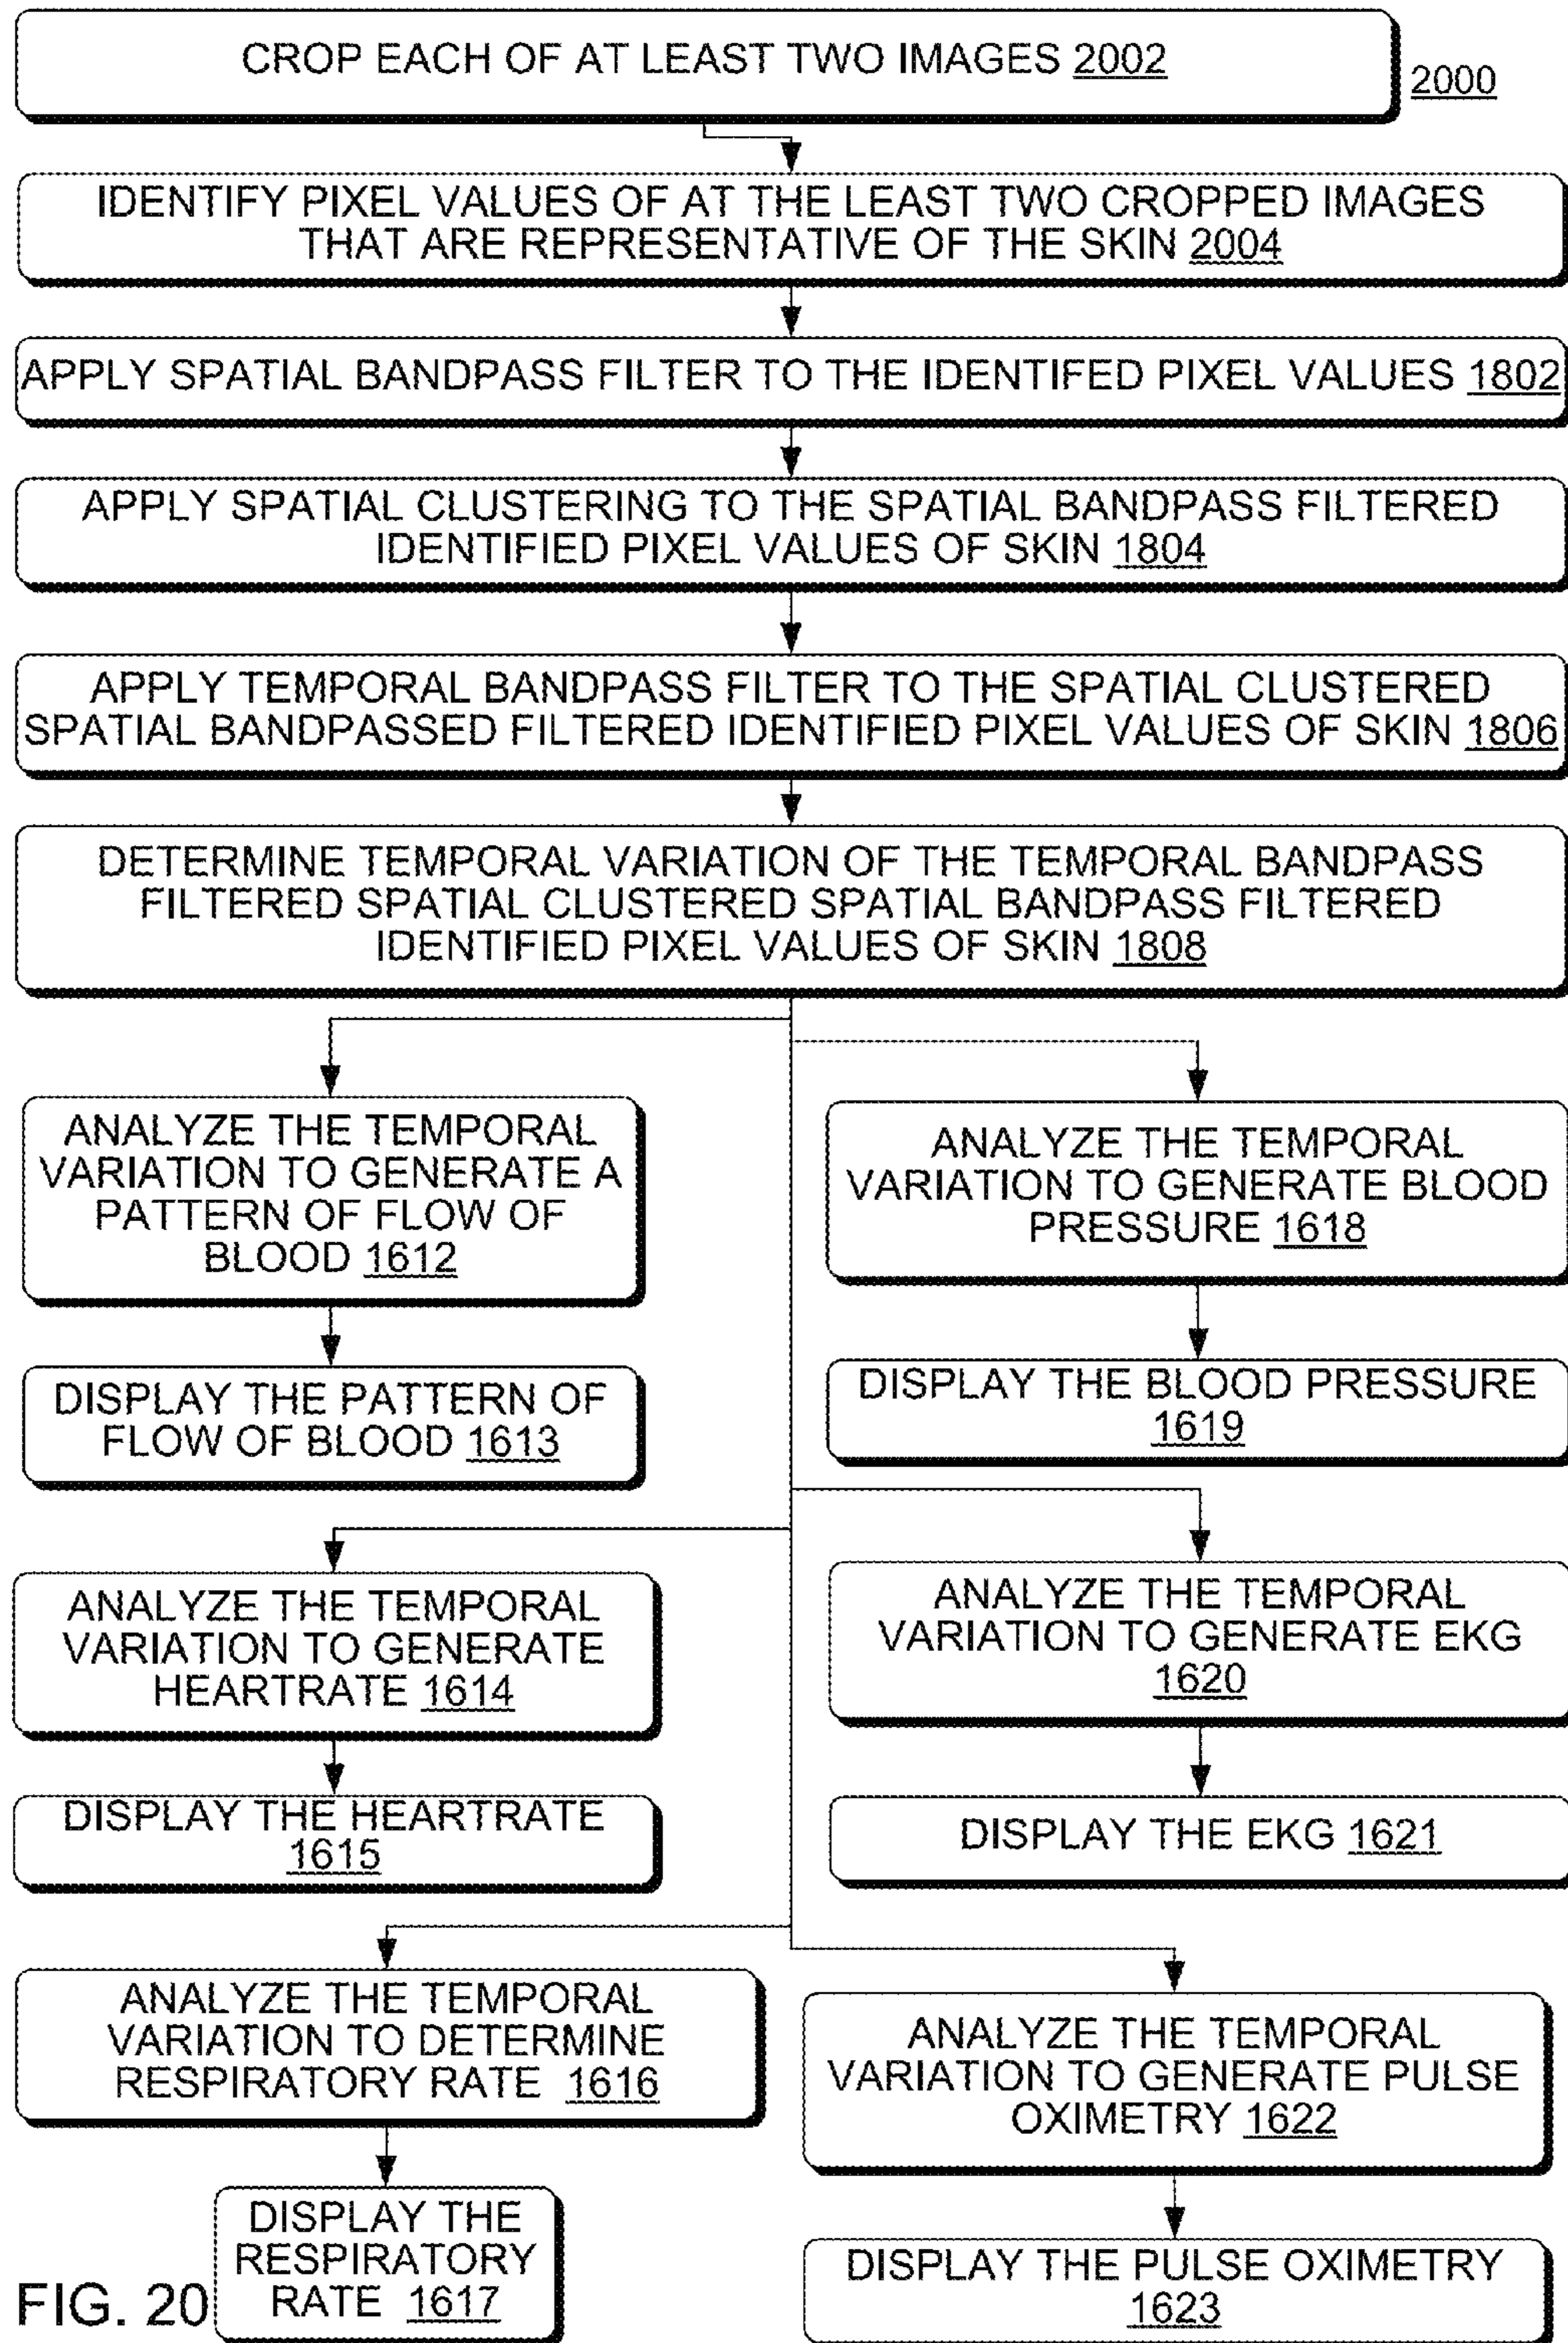 CROP EACH OF AT LEAST TWO IMAGES 2002
2000
IDENTIFY PIXEL VALUES OF AT THE LEAST TWO CROPPED IMAGES
THAT ARE REPRESENTATIVE OF THE SKIN 2004
APPLY SPATIAL BANDPASS FILTER TO THE IDENTIFED PIXEL VALUES 1802
APPLY SPATIAL CLUSTERING TO THE SPATIAL BANDPASS FILTERED
IDENTIFIED PIXEL VALUES OF SKIN 1804
APPLY TEMPORAL BANDPASS FILTER TO THE SPATIAL CLUSTERED
SPATIAL BANDPASSED FILTERED IDENTIFIED PIXEL VALUES OF SKIN 1806
DETERMINE TEMPORAL VARIATION OF THE TEMPORAL BANDPASS
FILTERED SPATIAL CLUSTERED SPATIAL BANDPASS FILTERED
IDENTIFIED PIXEL VALUES OF SKIN 1808
ANALYZE THE TEMPORAL
VARIATION TO GENERATE A
PATTERN OF FLOW OF
BLOOD 1612
DISPLAY THE PATTERN OF
FLOW OF BLOOD 1613
ANALYZE THE TEMPORAL
VARIATION TO GENERATE BLOOD
PRESSURE 1618
DISPLAY THE BLOOD PRESSURE
1619
ANALYZE THE TEMPORAL
VARIATION TO GENERATE
HEARTRATE 1614
DISPLAY THE HEARTRATE
1615
ANALYZE THE TEMPORAL
VARIATION TO GENERATE EKG
1620
DISPLAY THE EKG 1621
ANALYZE THE TEMPORAL
VARIATION TO DETERMINE
RESPIRATORY RATE 1616
DISPLAY THE
RESPIRATORY
RATE 1617
ANALYZE THE TEMPORAL
VARIATION TO GENERATE PULSE
OXIMETRY 1622
DISPLAY THE PULSE OXIMETRY
1623
FIG. 20